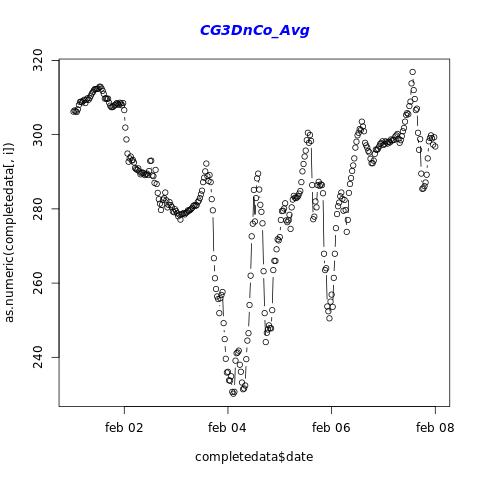 CG3DnCo_Avg
as.numeric(completedata[, i])
320
300
280
260
240
feb 02
feb 04
feb 06
feb 08
completedata$date